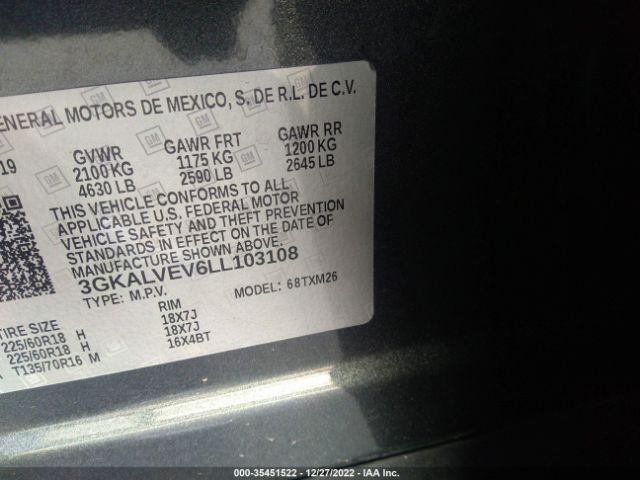 GENERAL MOTORS DE MEXICO, S. DE R.L. DE C.V.
19 GVWR GAWR FRT GAWR RR
2100 KG 1175 KG 1200 KG
4630 LB 2590 LB 2645 LB
THIS VEHICLE CONFORMS TO ALL
APPLICABLE U.S. FEDERAL MOTOR
VEHICLE SAFETY AND THEFT PREVENTION
STANDARDS IN EFFECT ON THE DATE OF
MANUFACTURE SHOWN ABOVE.
3GKALVEV6LL103108
TYPE: M.P.V. MODEL: 68TXM26
TIRE SIZE RIM
225/60R18 H 18X7J
225/60R18 H 18X7J
T135/70R16 M 16X4BT
000-35451522 - 12/27/2022 - IAA Inc.